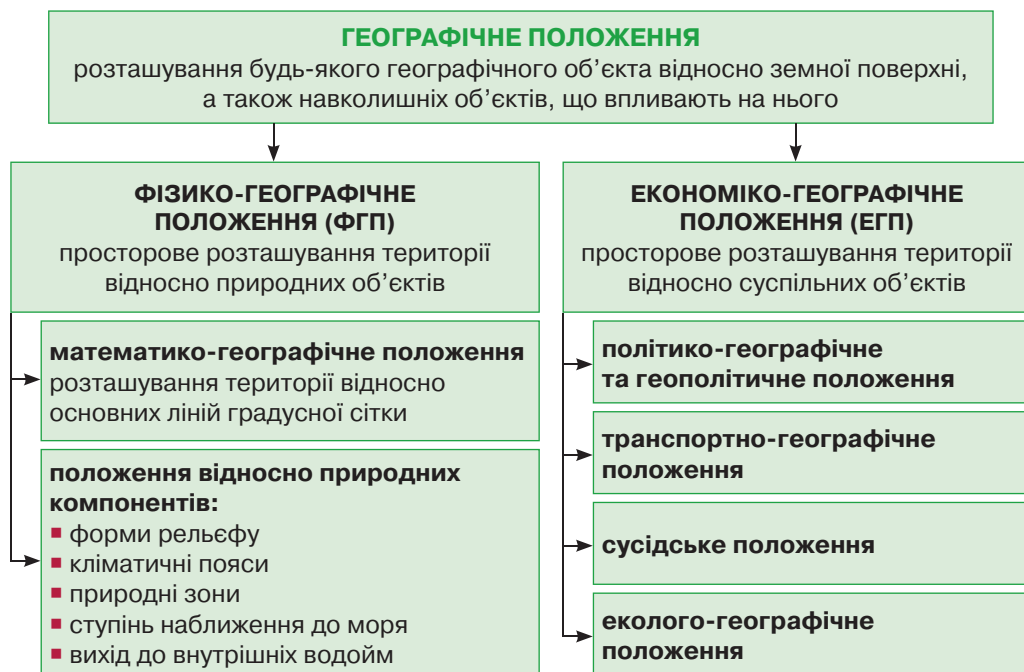 ГЕОГРАФІЧНЕ ПОЛОЖЕННЯ
розташування будь-якого географічного об’єкта відносно земної поверхні,
а також навколишніх об’єктів, що впливають на нього
ФІЗИКО-ГЕОГРАФІЧНЕ
ПОЛОЖЕННЯ (ФГП)
просторове розташування території
відносно природних об’єктів
математико-географічне положення
розташування території відносно
основних ліній градусної сітки
положення відносно природних
компонентів:
форми рельєфу
кліматичні пояси
природні зони
ступінь наближення до моря
вихід до внутрішніх водойм
ЕКОНОМІКО-ГЕОГРАФІЧНЕ
ПОЛОЖЕННЯ (ЕГП)
просторове розташування території
відносно суспільних об’єктів
політико-географічне
та геополітичне положення
транспортно-географічне
положення
сусідське положення
еколого-географічне
положення